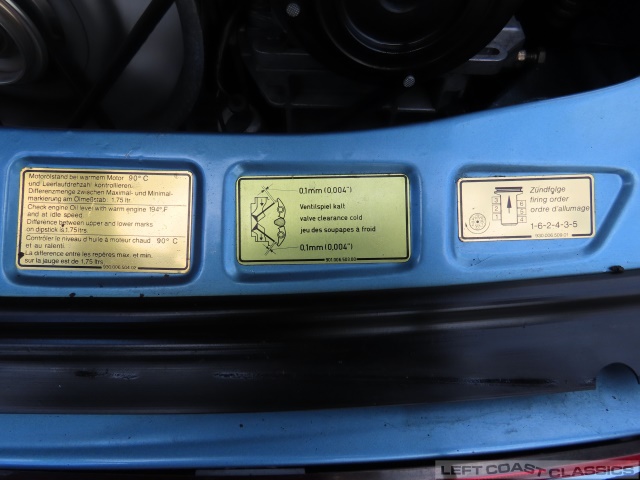 Motorölstand bei warmem Motor 90° C
und Leerlaufdrehzahl kontrollieren.
Differenzmenge zwischen Maximal- und Minimal-
markierung am Ölmeßstab: 1.75 ltr
Check engine Oil level with warm engine 194° F
and at idle speed.
Difference between upper and lower marks
on dipstick is 1.75 ltrs.
Contrôler le niveau d'huile à moteur chaud 90° C
et au ralenti.
La différence entre les repères max. et min.
sur la jauge est de 1.75 ltrs.
0,1mm (0,004")
Ventilspiel kalt
valve clearance cold
jeu des soupapes à froid
0,1mm (0,004")
Zündfolge
firing order
ordre d'allumage
1-6-2-4-3-5
LEFT COAST CLASSICS